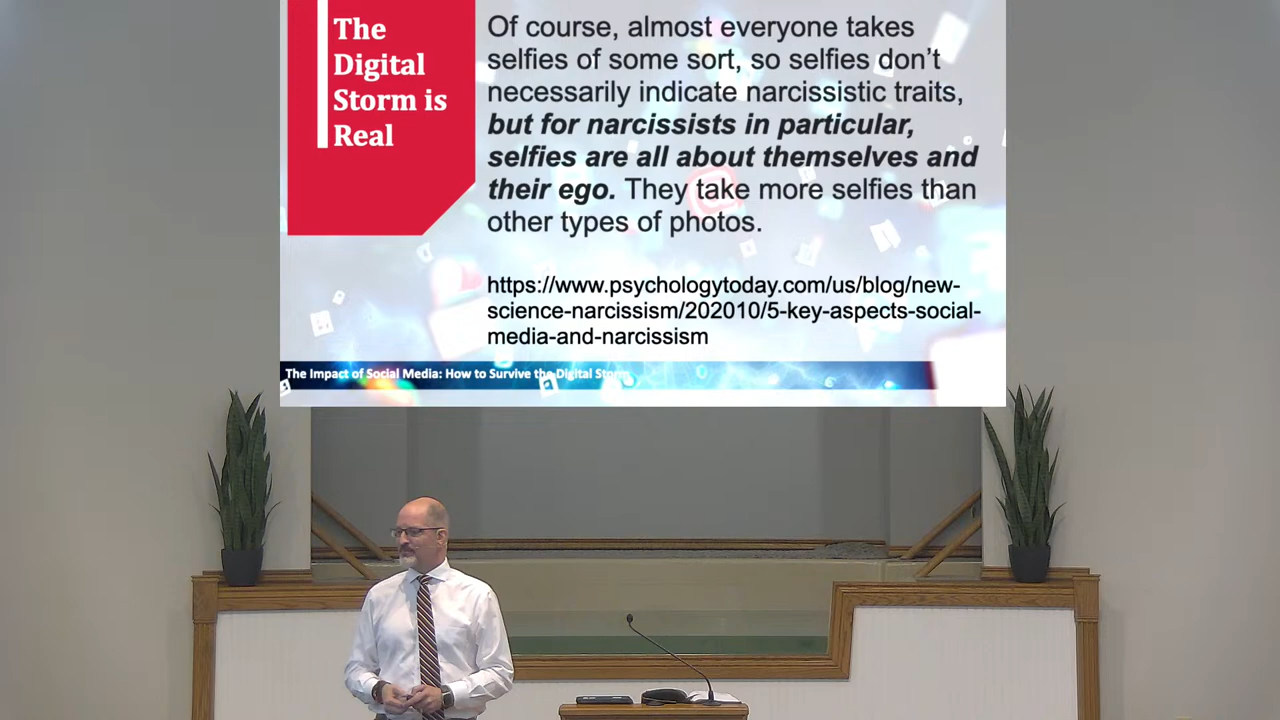 The
Digital
Storm is
Real
Of course, almost everyone takes
selfies of some sort, so selfies don't
necessarily indicate narcissistic traits,
but for narcissists in particular,
selfies are all about themselves and
their ego. They take more selfies than
other types of photos.
https://www.psychologytoday.com/us/blog/new-
science-narcissism/202010/5-key-aspects-social-
media-and-narcissism
The Impact of Social Media: How to Survive the Digital Storm